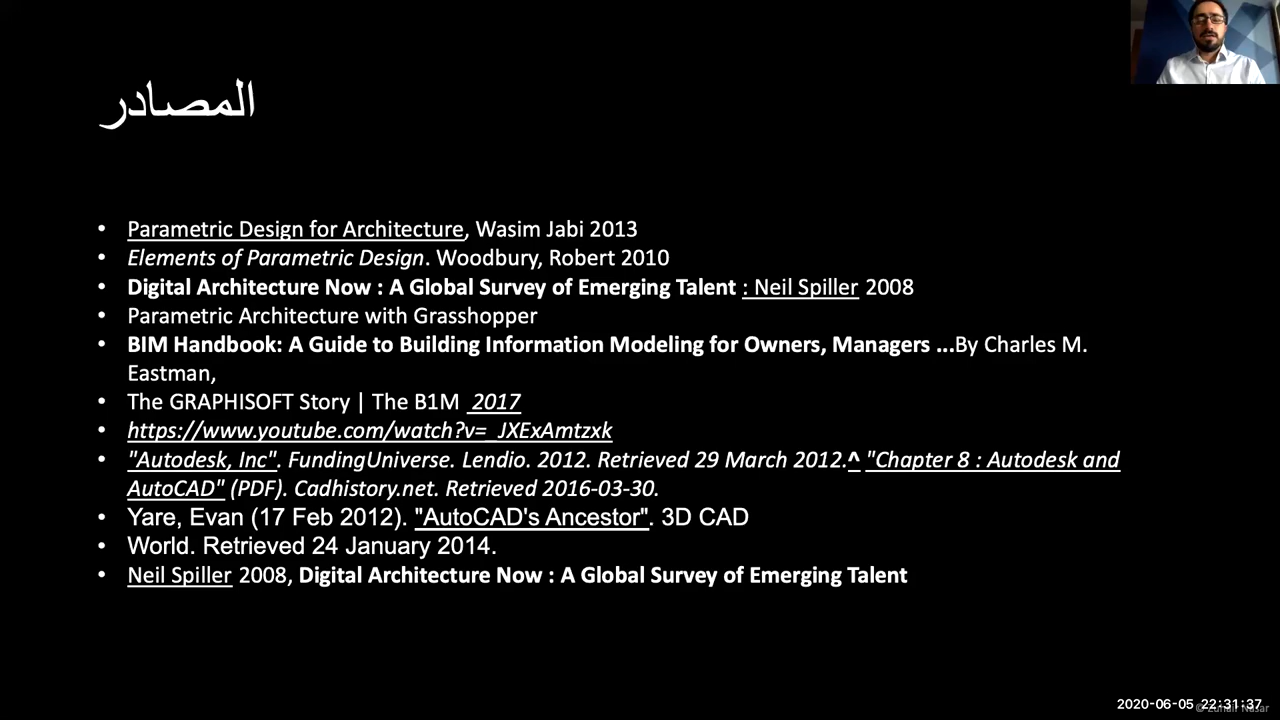 المصادر
• Parametric Design for Architecture, Wasim Jabi 2013
• Elements of Parametric Design. Woodbury, Robert 2010
• Digital Architecture Now : A Global Survey of Emerging Talent : Neil Spiller 2008
• Parametric Architecture with Grasshopper
• BIM Handbook: A Guide to Building Information Modeling for Owners, Managers ...By Charles M.
Eastman,
• The GRAPHISOFT Story | The B1M 2017
• https://www.youtube.com/watch?v=_JXExAmtzxk
• "Autodesk, Inc". FundingUniverse. Lendio. 2012. Retrieved 29 March 2012.^ "Chapter 8 : Autodesk and
AutoCAD" (PDF). Cadhistory.net. Retrieved 2016-03-30.
• Yare, Evan (17 Feb 2012). "AutoCAD's Ancestor". 3D CAD
• World. Retrieved 24 January 2014.
• Neil Spiller 2008, Digital Architecture Now : A Global Survey of Emerging Talent
2020-06-05 22:31:37